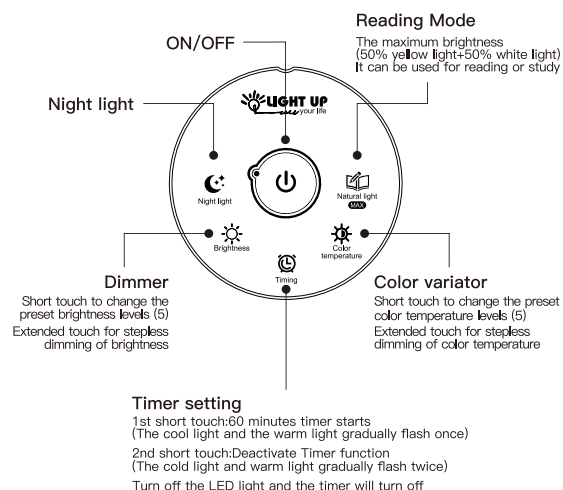 Reading Mode
The maximum brightness
(50% yellow light+50% white light)
It can be used for reading or study
ON/OFF
Night light
LIGHT UP
your life
Night light
Natural light
MAX
Brightness
Color
temperature
Timing
Dimmer
Short touch to change the
preset brightness levels (5)
Extended touch for stepless
dimming of brightness
Color variator
Short touch to change the preset
color temperature levels (5)
Extended touch for stepless
dimming of color temperature
Timer setting
1st short touch:60 minutes timer starts
(The cool light and the warm light gradually flash once)
2nd short touch:Deactivate Timer function
(The cold light and warm light gradually flash twice)
Turn off the LED light and the timer will turn off